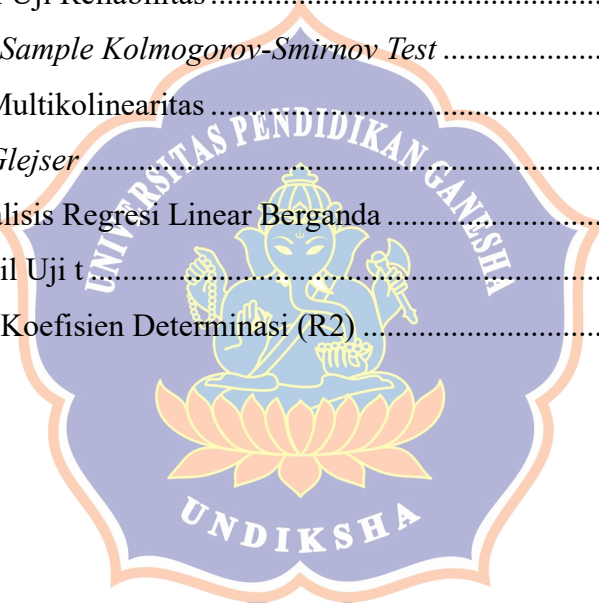 Uji Reliabilitas
Sample Kolmogorov-Smirnov Test
Multikolinearitas
Glejser
alisis Regresi Linear Berganda
il Uji t
Koefisien Determinasi (R2)
UNIVERSITAS PENDIDIKAN GANESHA
UNDIKSHA